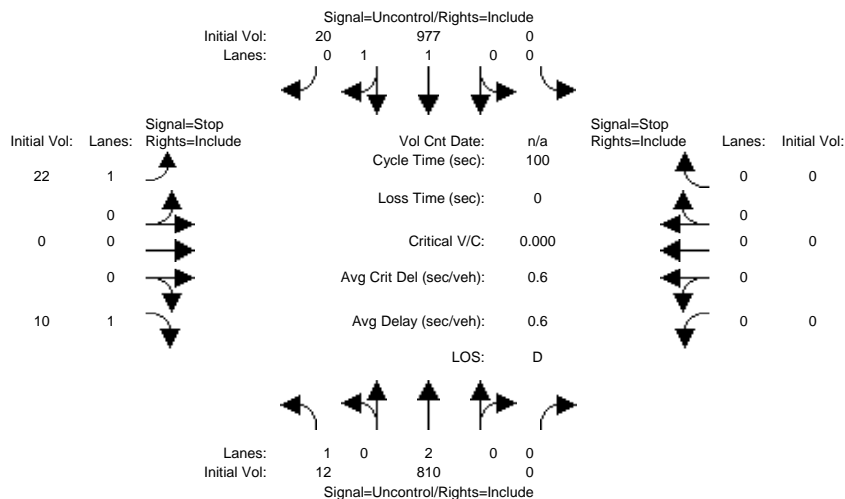 Signal=Uncontrol/Rights=Include
Initial Vol: 20 977 0
Lanes: 0 1 1 0 0
Signal=Stop Signal=Stop
Initial Vol: Lanes: Rights=Include Vol Cnt Date: n/a Rights=Include Lanes: Initial Vol:
Cycle Time (sec): 100
22 1 0 0
Loss Time (sec): 0
0 0
0 0 Critical V/C: 0.000 0 0
0 Avg Crit Del (sec/veh): 0.6 0
10 1 Avg Delay (sec/veh): 0.6 0 0
LOS: D
Lanes: 1 0 2 0 0
Initial Vol: 12 810 0
Signal=Uncontrol/Rights=Include